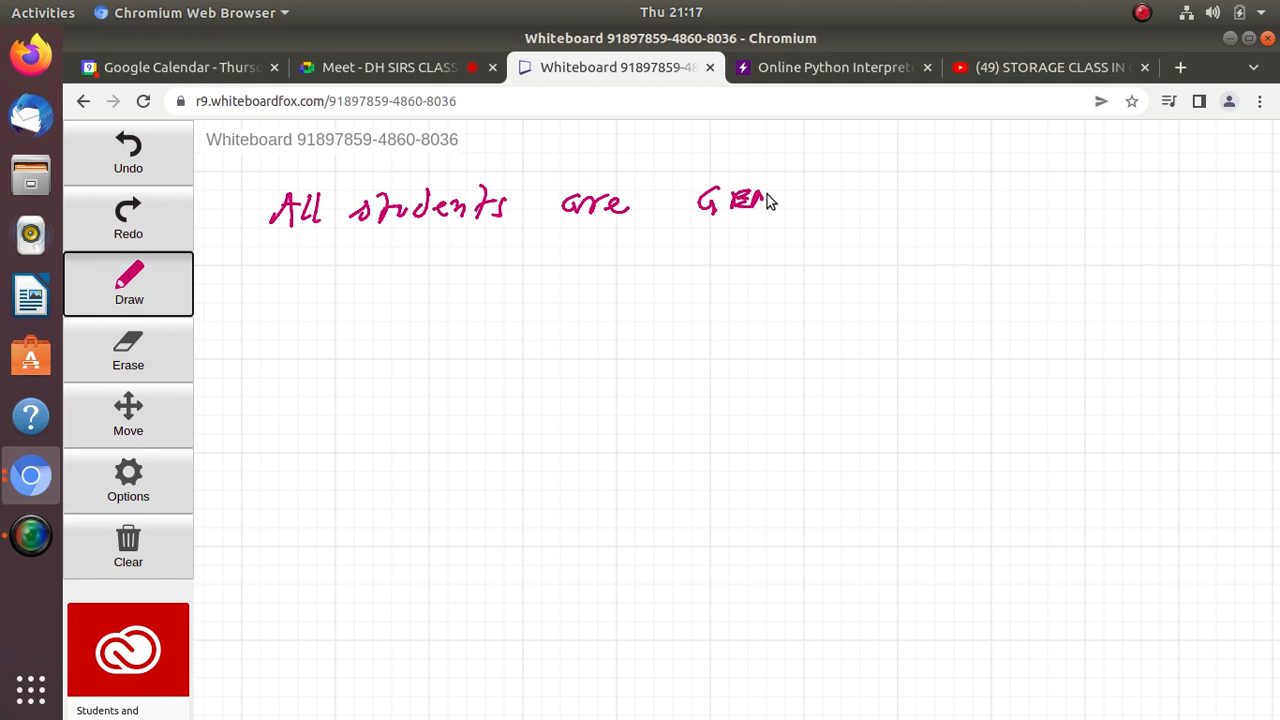 Activities
Chromium Web Browser
Thu 21:17
Whiteboard 91897859-4860-8036 - Chromium
Google Calendar - Thursd
Meet - DH SIRS CLASS
Whiteboard 91897859-48
Online Python Interprete
(49) STORAGE CLASS IN
r9.whiteboardfox.com/91897859-4860-8036
Whiteboard 91897859-4860-8036
Undo
Redo
Draw
Erase
Move
Options
Clear
Students and
All students are